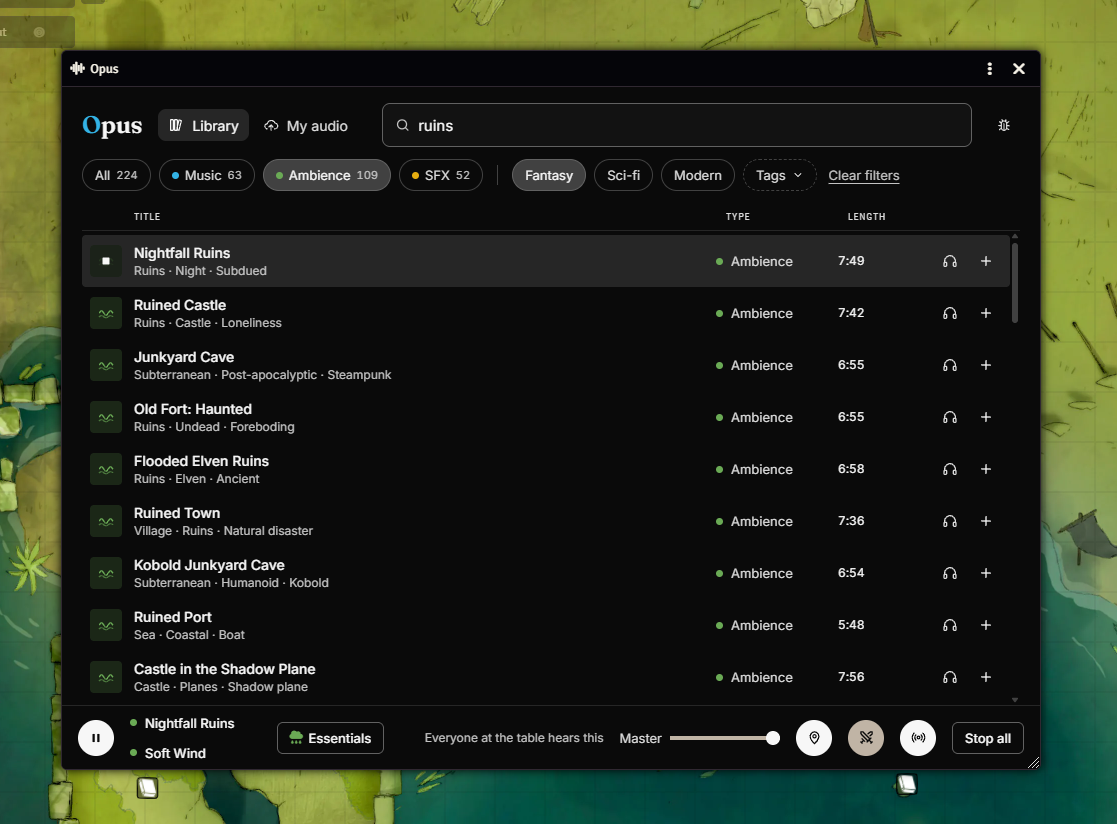 ut
Opus
Opus
Library
My audio
ruins
All 224
Music 63
Ambience 109
SFX 52
Fantasy
Sci-fi
Modern
Tags
Clear filters
TITLE
TYPE
LENGTH
Nightfall Ruins
Ruins · Night · Subdued
Ambience
7:49
Ruined Castle
Ruins · Castle · Loneliness
Ambience
7:42
Junkyard Cave
Subterranean · Post-apocalyptic · Steampunk
Ambience
6:55
Old Fort: Haunted
Ruins · Undead · Foreboding
Ambience
6:55
Flooded Elven Ruins
Ruins · Elven · Ancient
Ambience
6:58
Ruined Town
Village · Ruins · Natural disaster
Ambience
7:36
Kobold Junkyard Cave
Subterranean · Humanoid · Kobold
Ambience
6:54
Ruined Port
Sea · Coastal · Boat
Ambience
5:48
Castle in the Shadow Plane
Castle · Planes · Shadow plane
Ambience
7:56
Nightfall Ruins
Soft Wind
Essentials
Everyone at the table hears this
Master
Stop all